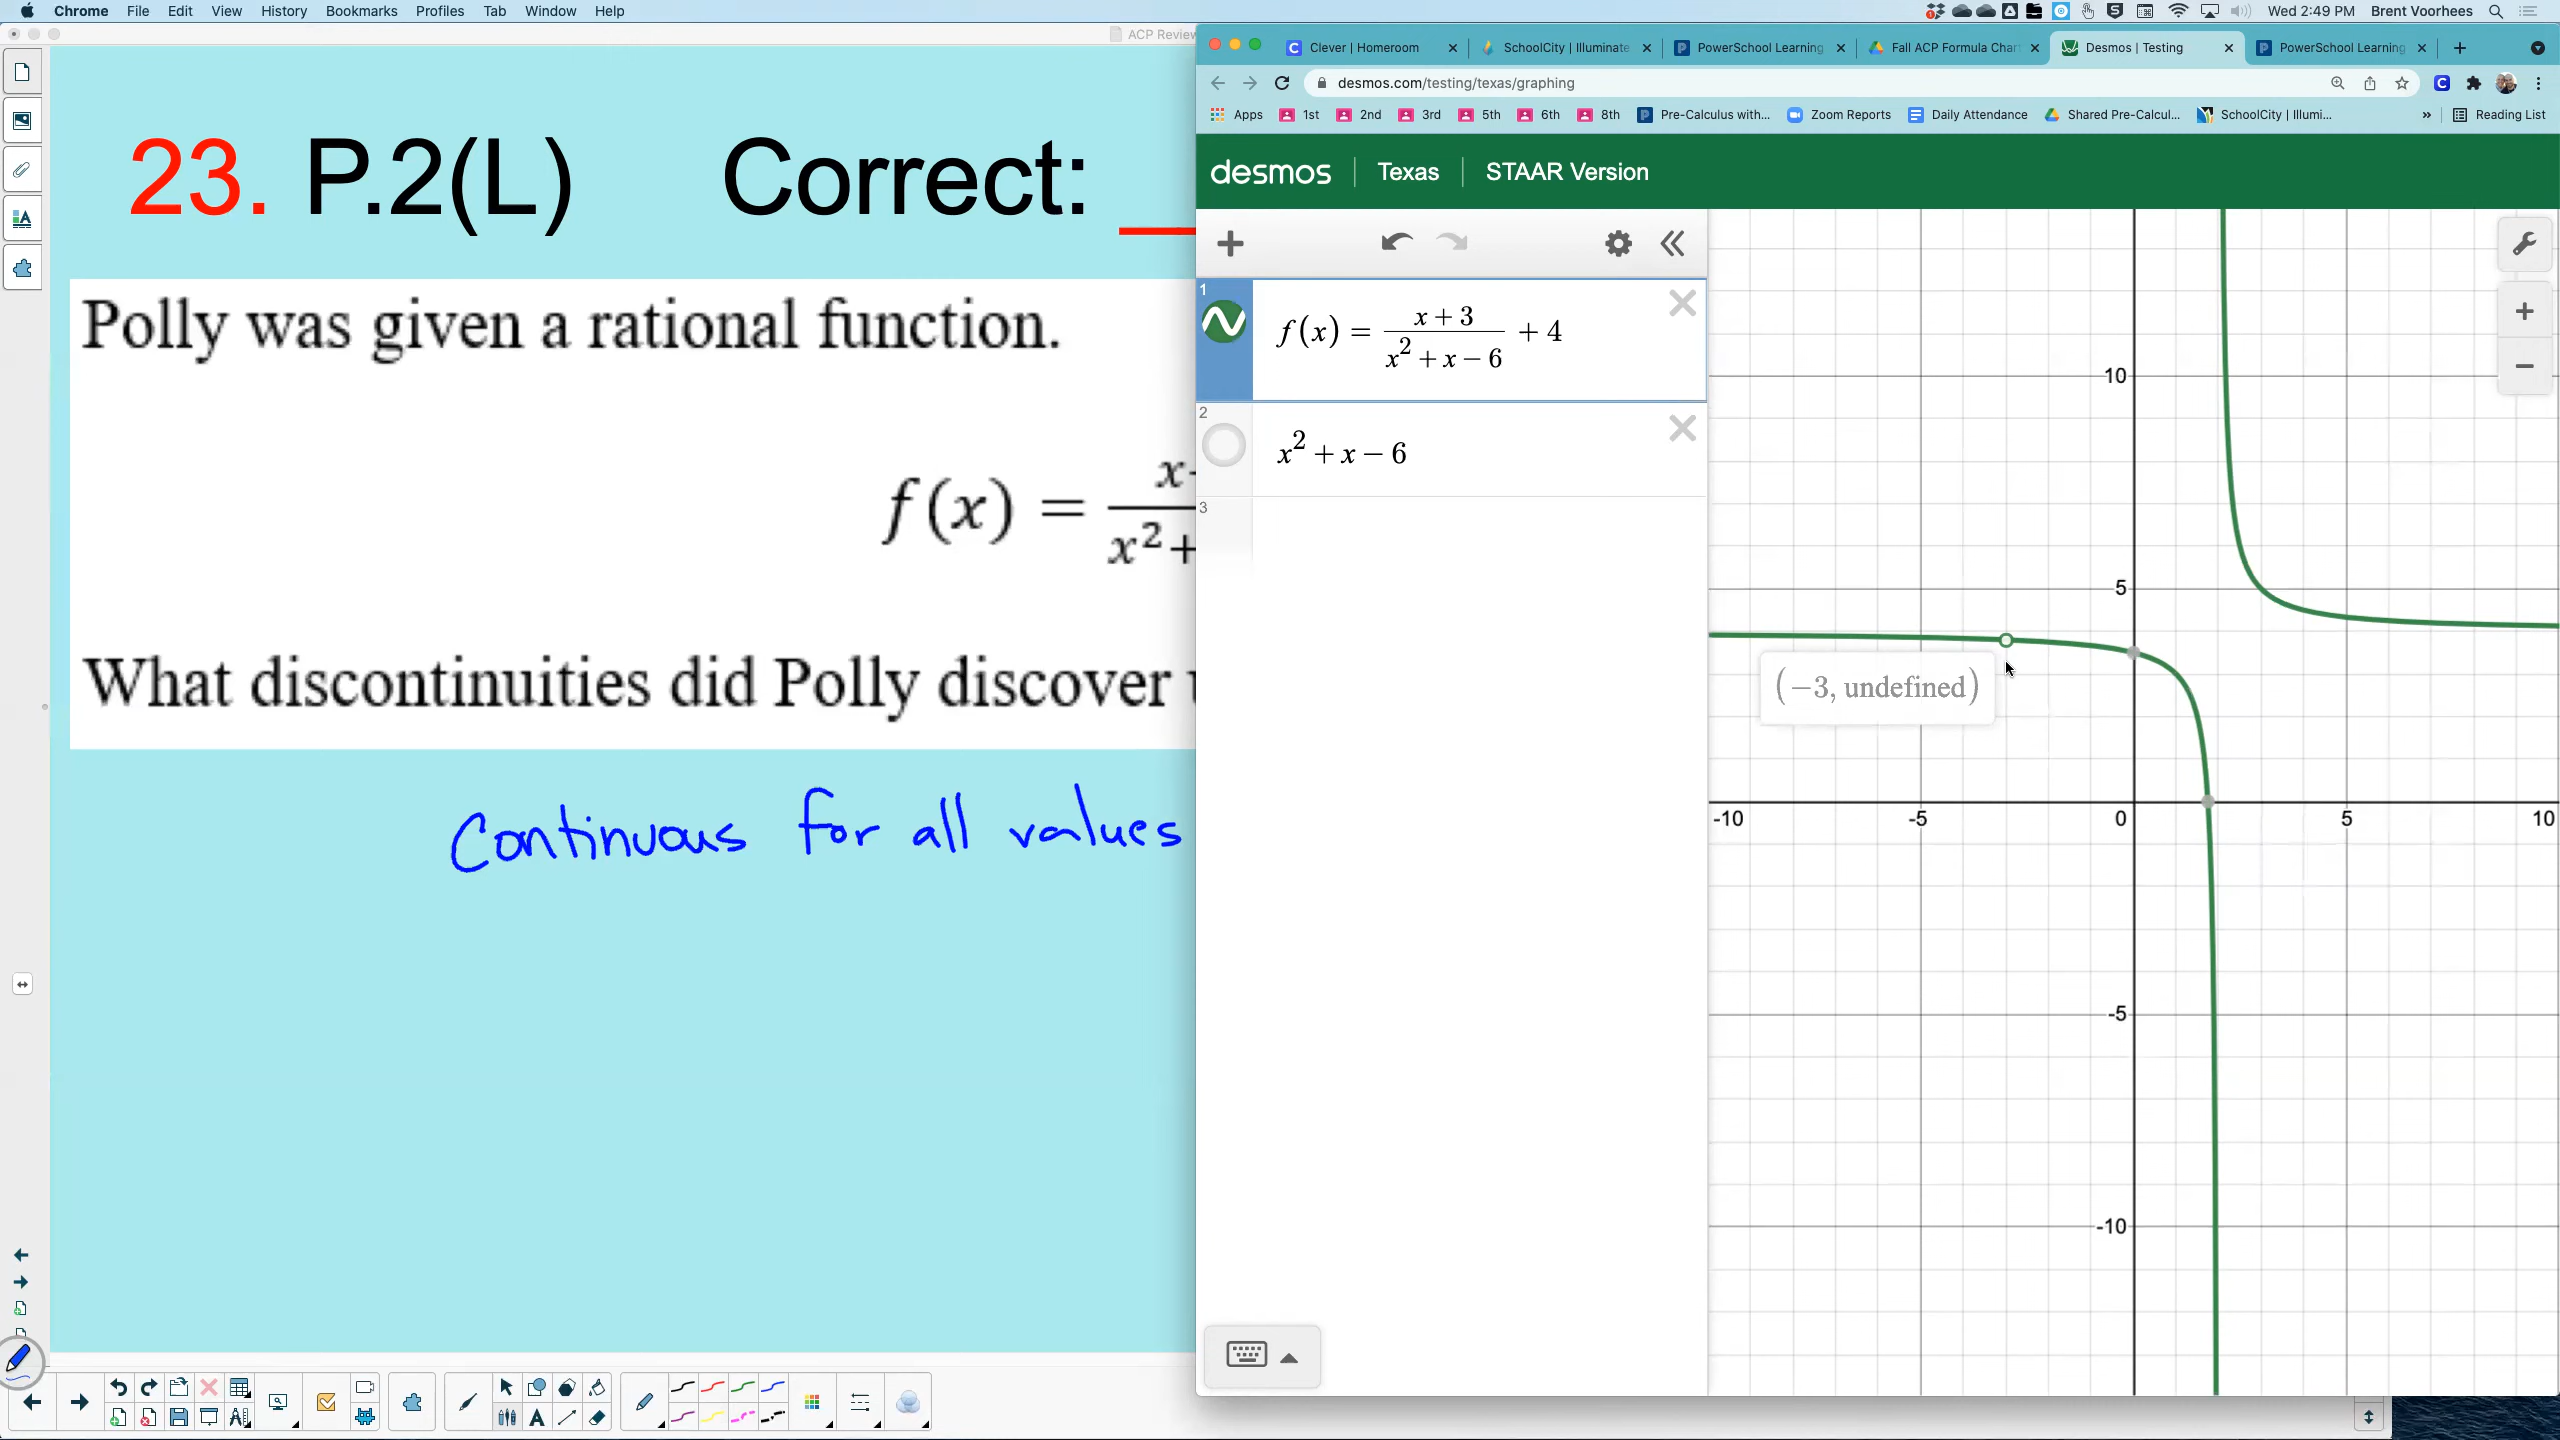 Chrome File Edit View History Bookmarks Profiles Tab Window Help
Wed 2:49 PM Brent Voorhees
ACP Review
Clever | Homeroom
SchoolCity | Illuminate
PowerSchool Learning
Fall ACP Formula Char
Desmos | Testing
PowerSchool Learning
desmos.com/testing/texas/graphing
Apps 1st 2nd 3rd 5th 6th 8th Pre-Calculus with... Zoom Reports Daily Attendance Shared Pre-Calcul... SchoolCity | Illumi... » Reading List
desmos Texas STAAR Version
23. P.2(L) Correct:
Polly was given a rational function.
f(x) = x-
x²+
What discontinuities did Polly discover
Continuous for all values
1
f(x) = (x + 3)/(x² + x − 6) + 4
2
x² + x − 6
3
(−3, undefined)
10
5
-10 -5 0 5 10
-5
-10